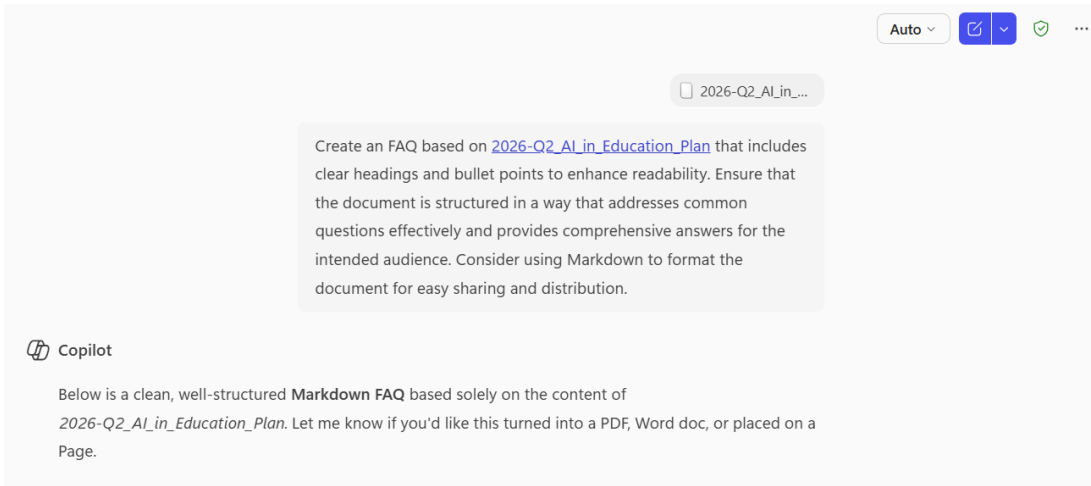 Auto
2026-Q2_AI_in_...
Create an FAQ based on 2026-Q2_AI_in_Education_Plan that includes
clear headings and bullet points to enhance readability. Ensure that
the document is structured in a way that addresses common
questions effectively and provides comprehensive answers for the
intended audience. Consider using Markdown to format the
document for easy sharing and distribution.
Copilot
Below is a clean, well-structured Markdown FAQ based solely on the content of
2026-Q2_AI_in_Education_Plan. Let me know if you'd like this turned into a PDF, Word doc, or placed on a
Page.